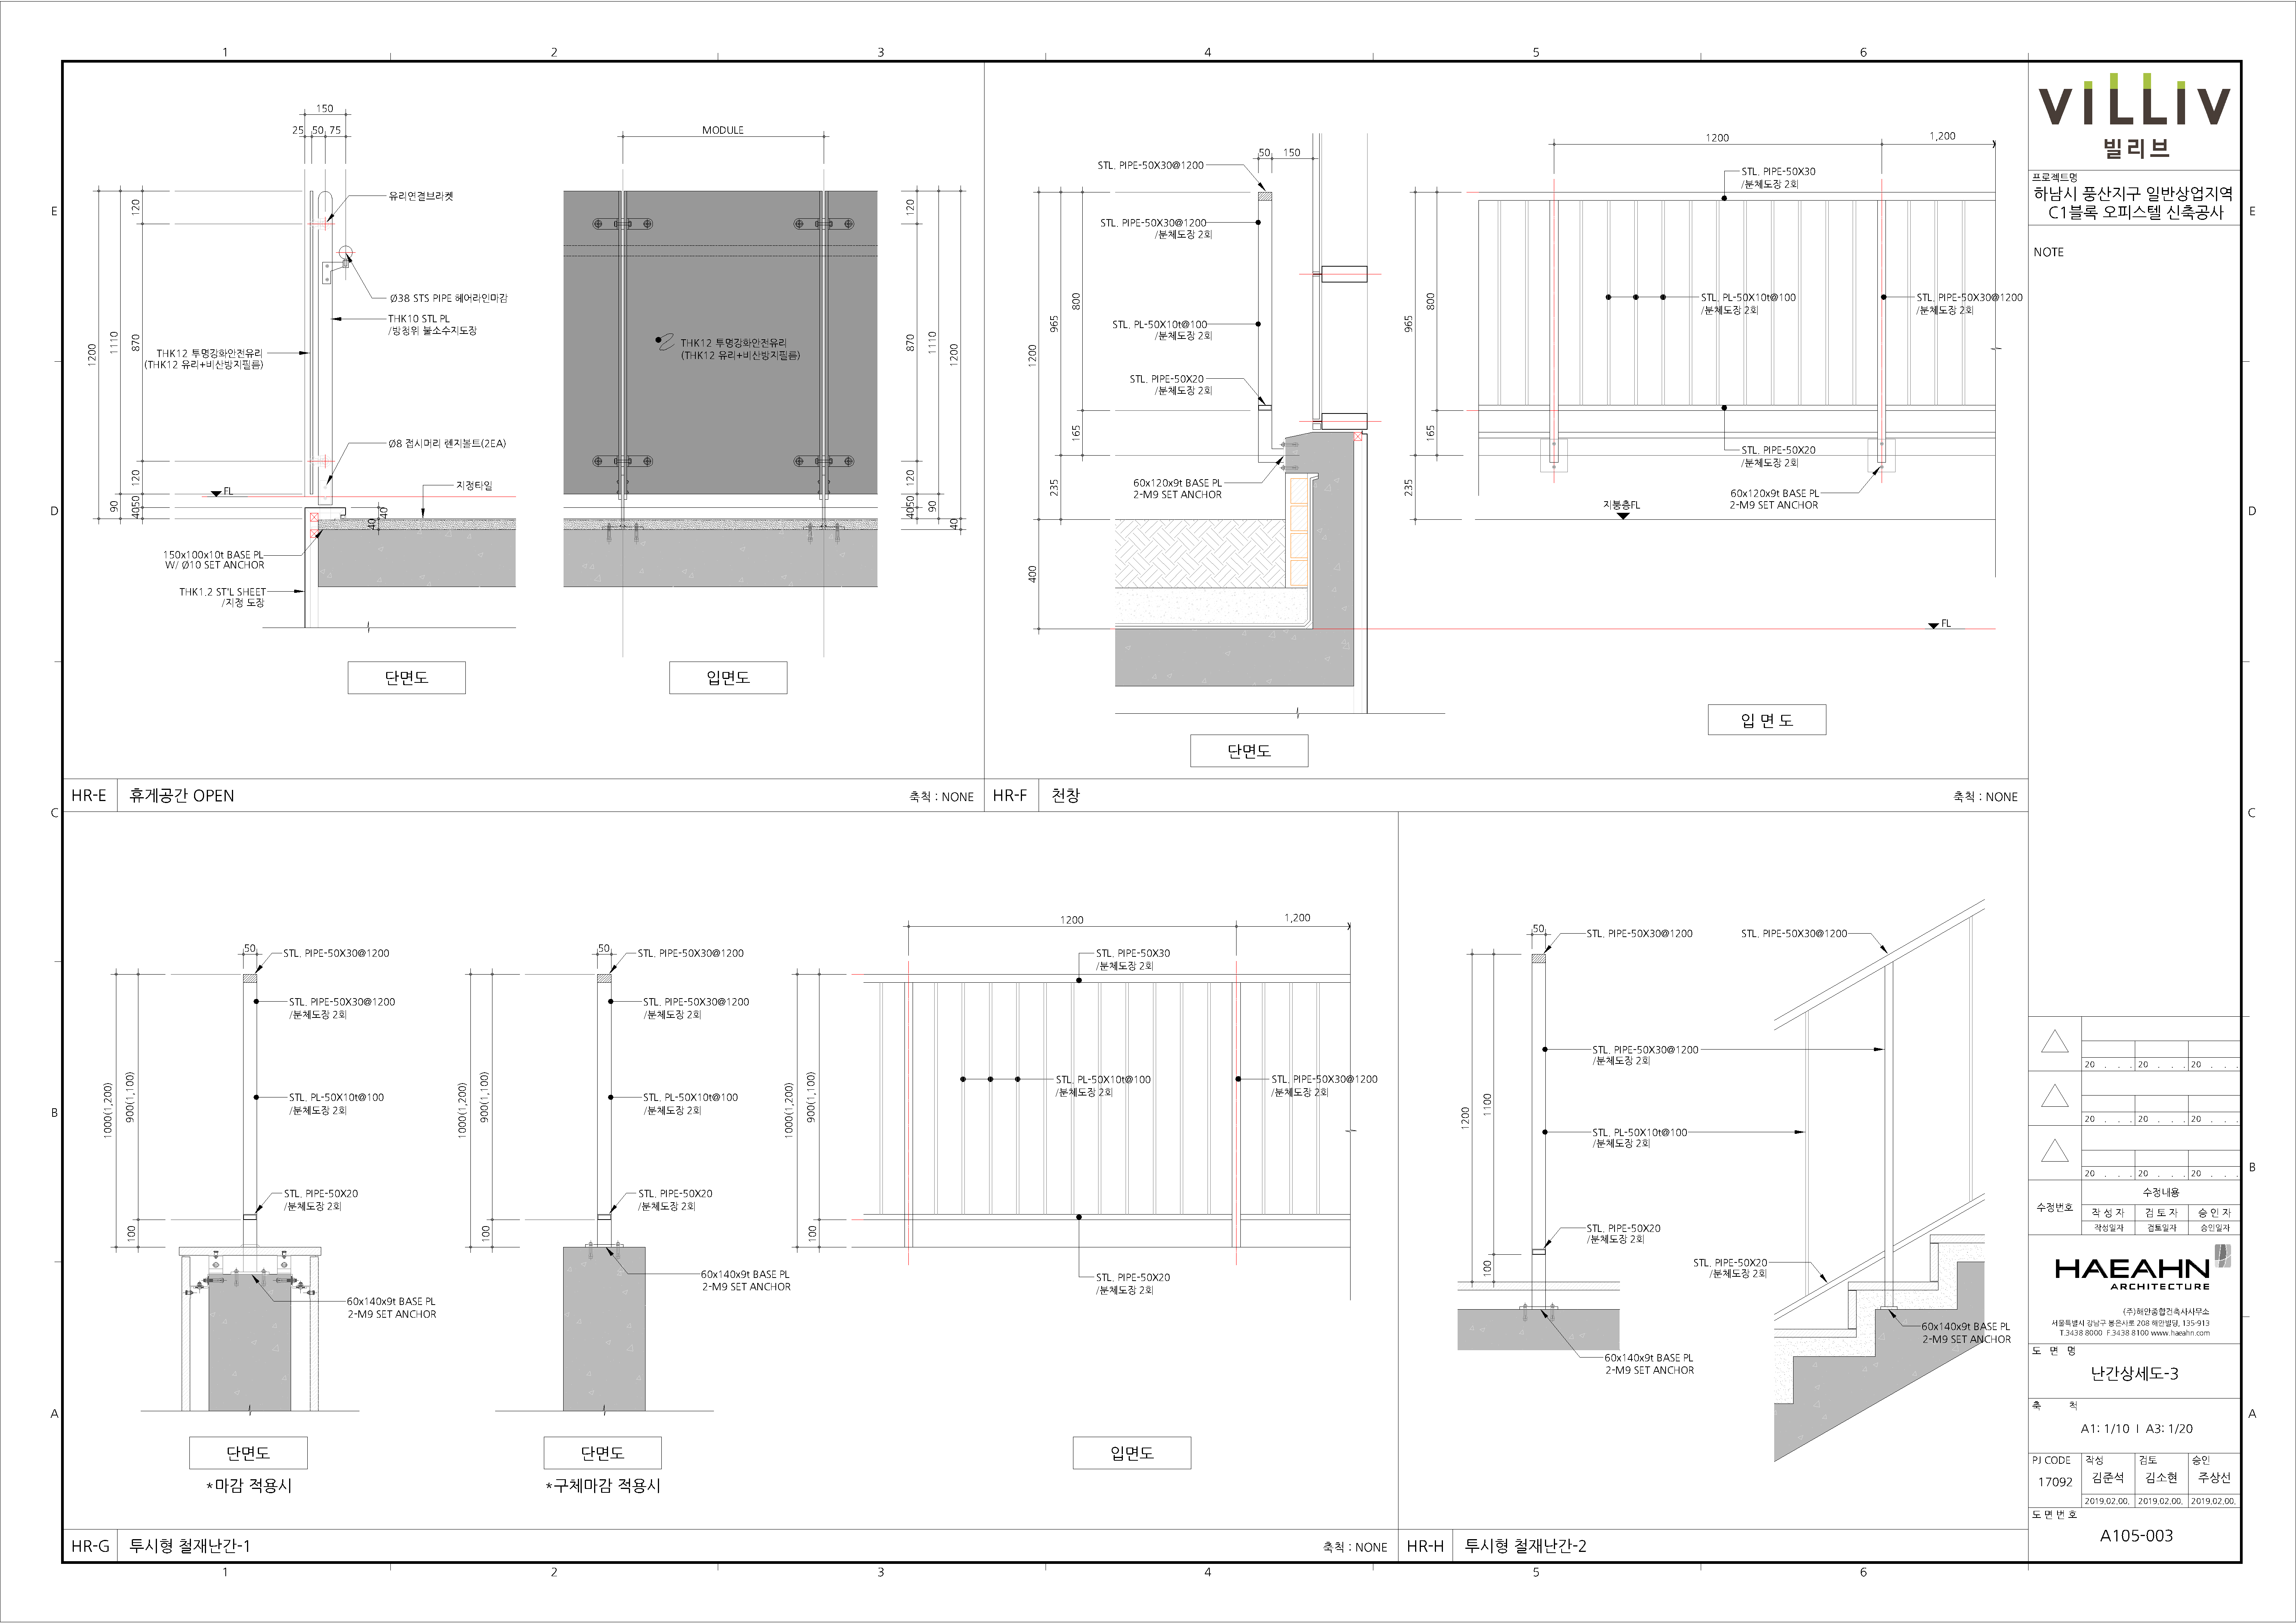 1
2
3
4
5
6
E
D
C
B
A
150
25
50
75
120
870
120
40
50
1110
90
1200
유리연결브라켓
Ø38 STS PIPE 헤어라인마감
THK10 STL PL
/방청위 불소수지도장
THK12 투명강화안전유리
(THK12 유리+비산방지필름)
Ø8 접시머리 렌지볼트(2EA)
지정타일
FL
40
40
150x100x10t BASE PL
W/ Ø10 SET ANCHOR
THK1.2 ST'L SHEET
/지정 도장
단면도
MODULE
THK12 투명강화안전유리
(THK12 유리+비산방지필름)
120
870
120
40
50
1110
90
1200
40
입면도
HR-E
휴게공간 OPEN
축척 : NONE
50
150
STL. PIPE-50X30@1200
STL. PIPE-50X30@1200
/분체도장 2회
STL. PL-50X10t@100
/분체도장 2회
STL. PIPE-50X20
/분체도장 2회
60x120x9t BASE PL
2-M9 SET ANCHOR
800
165
965
235
1200
400
단면도
1200
1,200
STL. PIPE-50X30
/분체도장 2회
STL. PL-50X10t@100
/분체도장 2회
STL. PIPE-50X30@1200
/분체도장 2회
STL. PIPE-50X20
/분체도장 2회
60x120x9t BASE PL
2-M9 SET ANCHOR
지붕층FL
FL
800
165
965
235
입 면 도
HR-F
천창
축척 : NONE
50
STL. PIPE-50X30@1200
STL. PIPE-50X30@1200
/분체도장 2회
STL. PL-50X10t@100
/분체도장 2회
STL. PIPE-50X20
/분체도장 2회
60x140x9t BASE PL
2-M9 SET ANCHOR
1000(1,200)
900(1,100)
100
단면도
*마감 적용시
50
STL. PIPE-50X30@1200
STL. PIPE-50X30@1200
/분체도장 2회
STL. PL-50X10t@100
/분체도장 2회
STL. PIPE-50X20
/분체도장 2회
60x140x9t BASE PL
2-M9 SET ANCHOR
1000(1,200)
900(1,100)
100
단면도
*구체마감 적용시
1200
1,200
STL. PIPE-50X30
/분체도장 2회
STL. PL-50X10t@100
/분체도장 2회
STL. PIPE-50X30@1200
/분체도장 2회
STL. PIPE-50X20
/분체도장 2회
1000(1,200)
900(1,100)
100
입면도
HR-G
투시형 철재난간-1
축척 : NONE
50
STL. PIPE-50X30@1200
STL. PIPE-50X30@1200
STL. PIPE-50X30@1200
/분체도장 2회
STL. PL-50X10t@100
/분체도장 2회
STL. PIPE-50X20
/분체도장 2회
STL. PIPE-50X20
/분체도장 2회
60x140x9t BASE PL
2-M9 SET ANCHOR
60x140x9t BASE PL
2-M9 SET ANCHOR
1200
1100
100
HR-H
투시형 철재난간-2
VILLIV
빌리브
프로젝트명
하남시 풍산지구 일반상업지역
C1블록 오피스텔 신축공사
NOTE
20 . . . 20 . . . 20 . . .
20 . . . 20 . . . 20 . . .
20 . . . 20 . . . 20 . . .
수정번호
수정내용
작 성 자 검 토 자 승 인 자
작성일자 검토일자 승인일자
HAEAHN
ARCHITECTURE
(주)해안종합건축사사무소
서울특별시 강남구 봉은사로 208 해안빌딩, 135-913
T.3438 8000 F.3438 8100 www.haeahn.com
도 면 명
난간상세도-3
축 척
A1: 1/10 I A3: 1/20
PJ CODE 작성 검토 승인
17092 김준석 김소현 주상선
2019.02.00. 2019.02.00. 2019.02.00.
도 면 번 호
A105-003
1
2
3
4
5
6
E
D
C
B
A